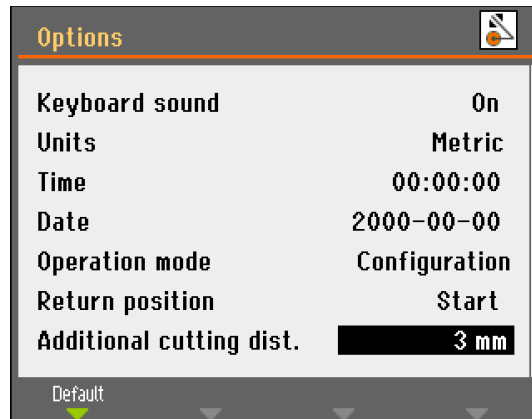 Options
Keyboard sound On
Units Metric
Time 00:00:00
Date 2000-00-00
Operation mode Configuration
Return position Start
Additional cutting dist. 3 mm
Default